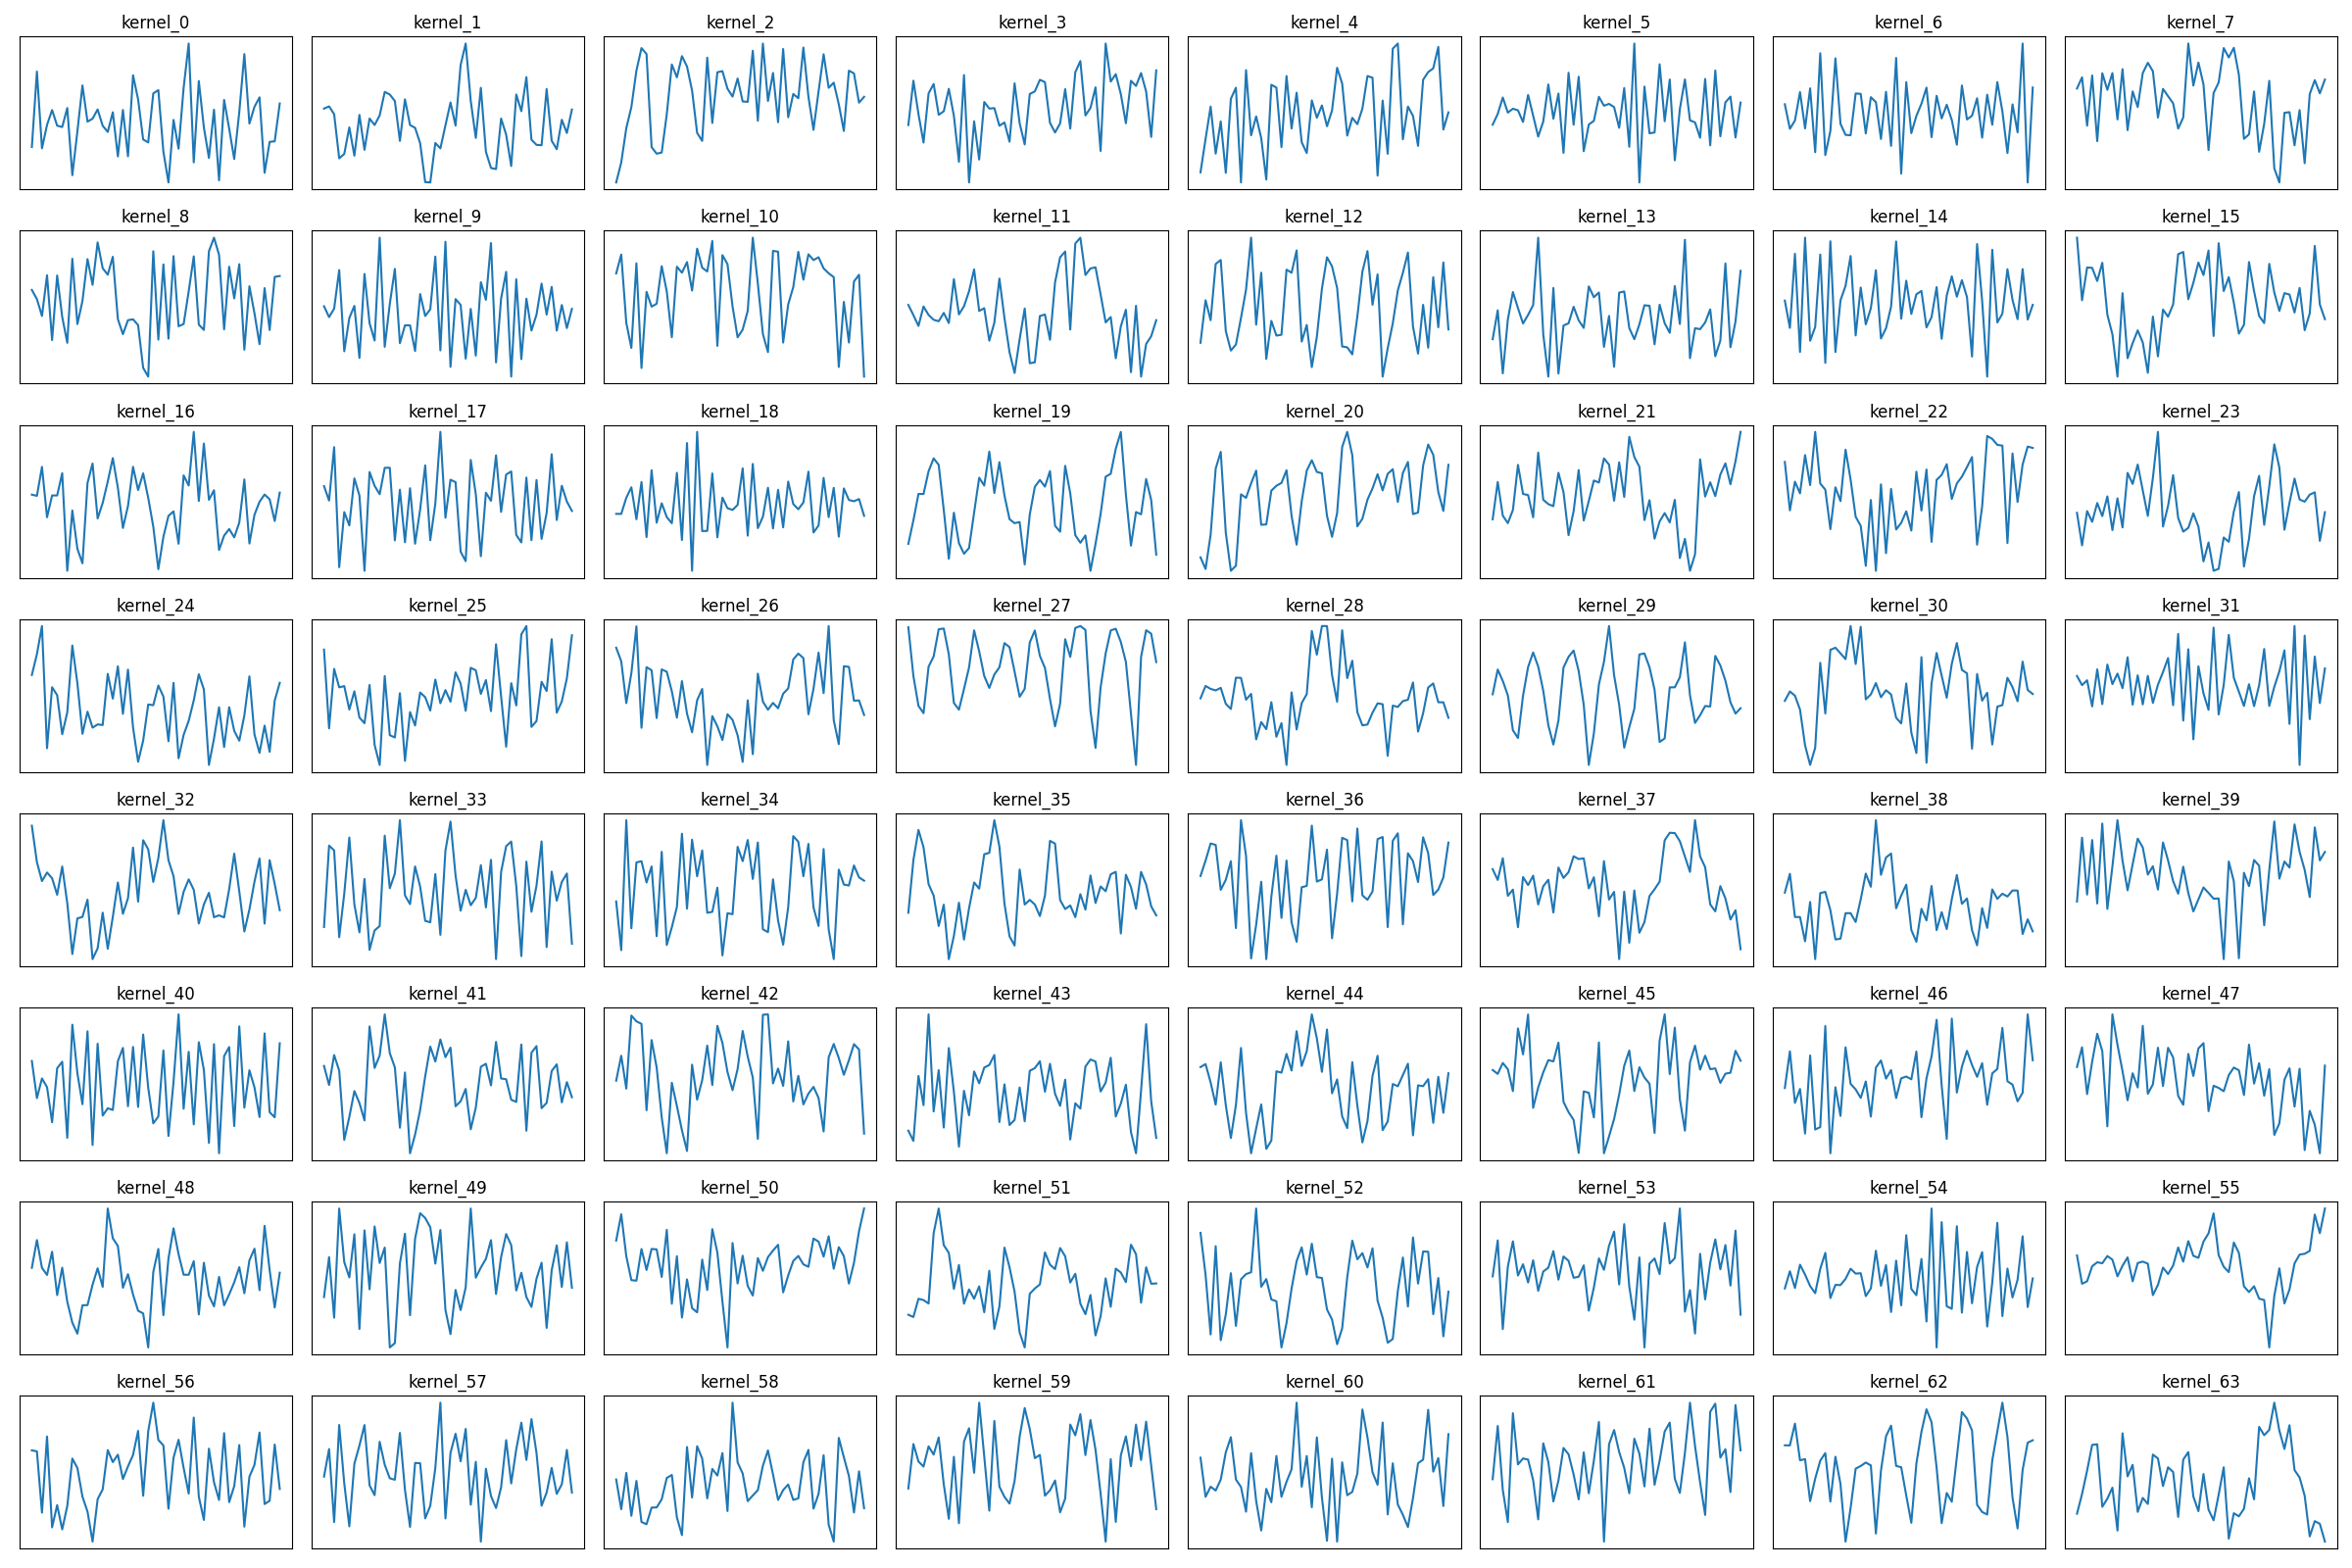 kernel_0 kernel_1 kernel_2 kernel_3 kernel_4 kernel_5 kernel_6 kernel_7
kernel_8 kernel_9 kernel_10 kernel_11 kernel_12 kernel_13 kernel_14 kernel_15
kernel_16 kernel_17 kernel_18 kernel_19 kernel_20 kernel_21 kernel_22 kernel_23
kernel_24 kernel_25 kernel_26 kernel_27 kernel_28 kernel_29 kernel_30 kernel_31
kernel_32 kernel_33 kernel_34 kernel_35 kernel_36 kernel_37 kernel_38 kernel_39
kernel_40 kernel_41 kernel_42 kernel_43 kernel_44 kernel_45 kernel_46 kernel_47
kernel_48 kernel_49 kernel_50 kernel_51 kernel_52 kernel_53 kernel_54 kernel_55
kernel_56 kernel_57 kernel_58 kernel_59 kernel_60 kernel_61 kernel_62 kernel_63